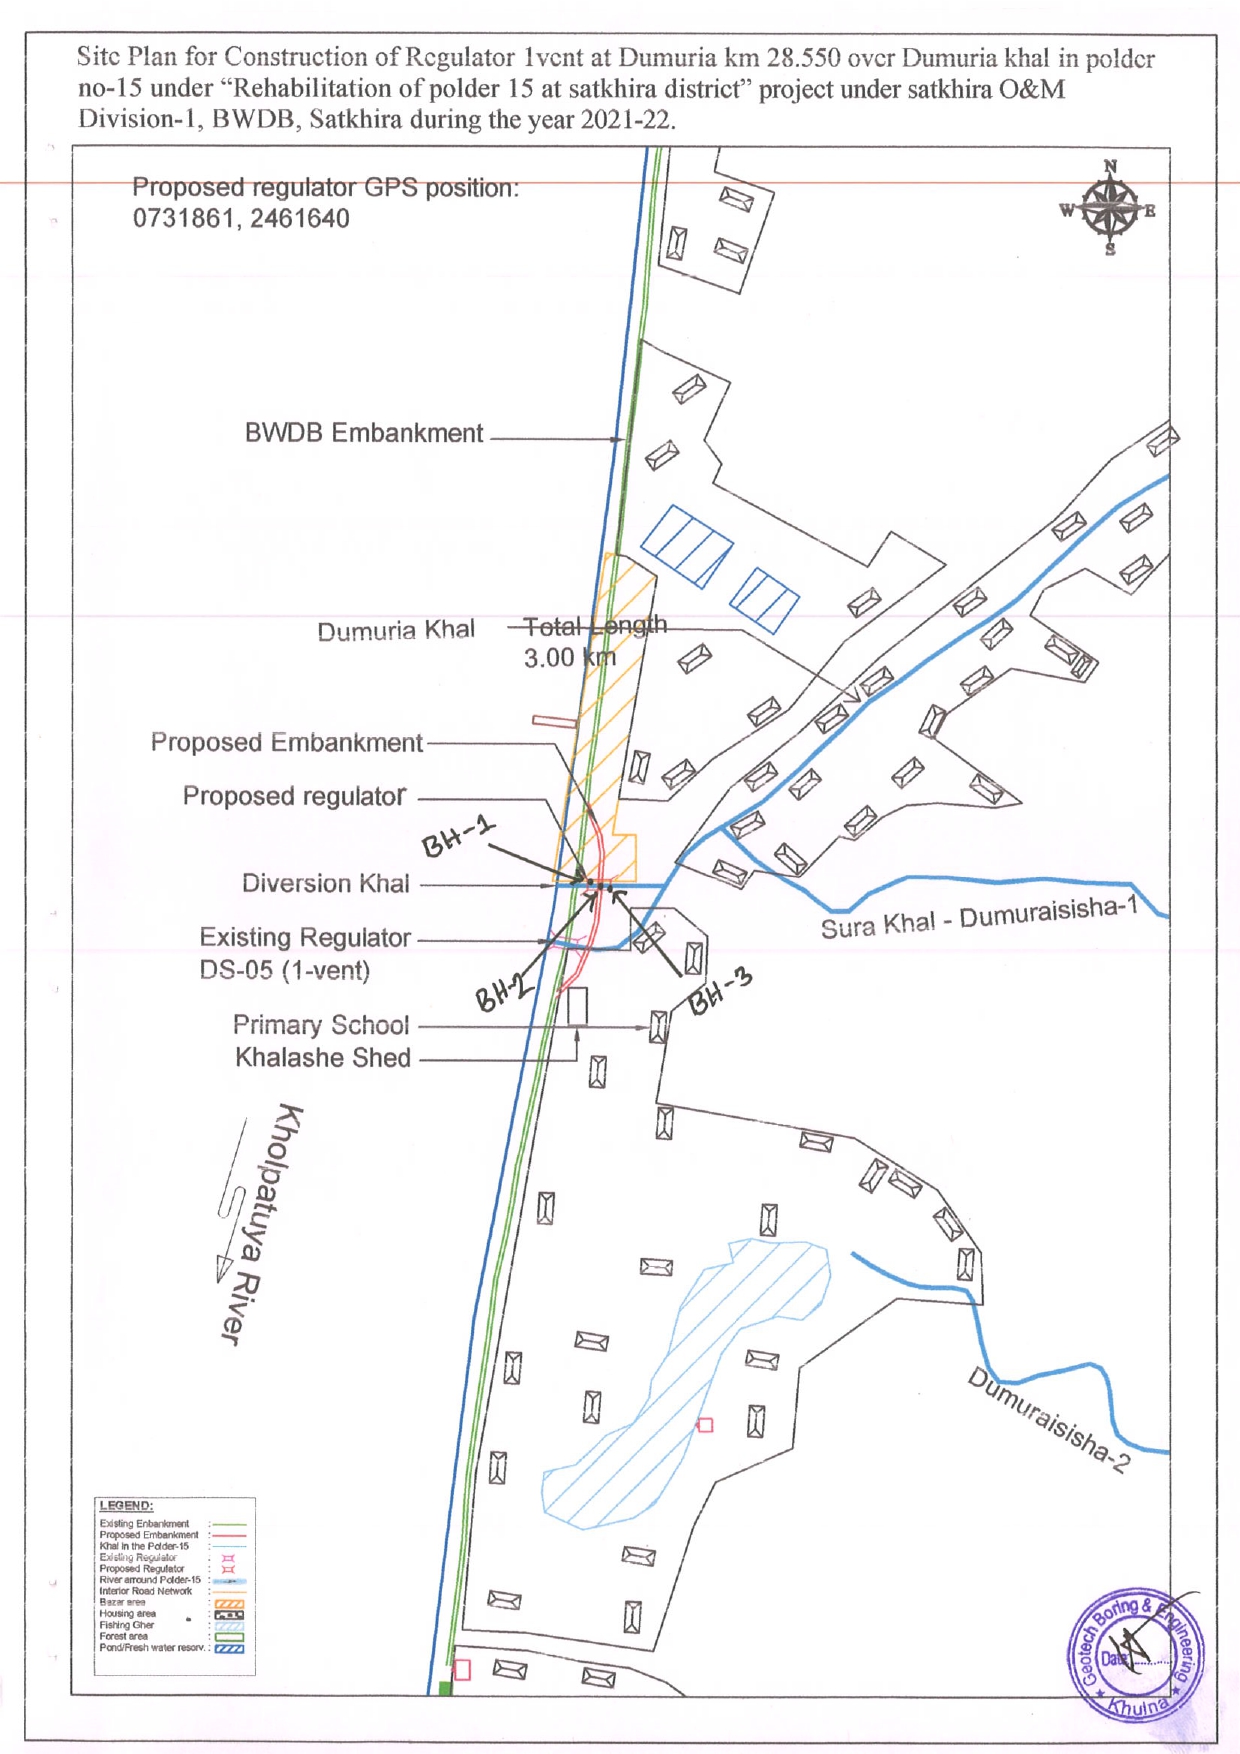 Site Plan for Construction of Regulator 1vent at Dumuria km 28.550 over Dumuria khal in polder
no-15 under “Rehabilitation of polder 15 at satkhira district” project under satkhira O&M
Division-1, BWDB, Satkhira during the year 2021-22.
Proposed regulator GPS position:
0731861, 2461640
N
W E
S
BWDB Embankment
Dumuria Khal
Total Length
3.00 km
Proposed Embankment
Proposed regulator
BH-1
Diversion Khal
Sura Khal - Dumuraisisha-1
Existing Regulator
DS-05 (1-vent)
BH-2
BH-3
Primary School
Khalashe Shed
Kholpatuya River
Dumuraisisha-2
LEGEND:
Existing Enbankment :
Proposed Embankment :
Khal in the Polder-15 :
Existing Regulator :
Proposed Regulator :
River arround Polder-15 :
Interior Road Network :
Bazar area :
Housing area :
Fishing Gher :
Forest area :
Pond/Fresh water resorv. :
Geotech Boring & Engineering
Date:
Khulna